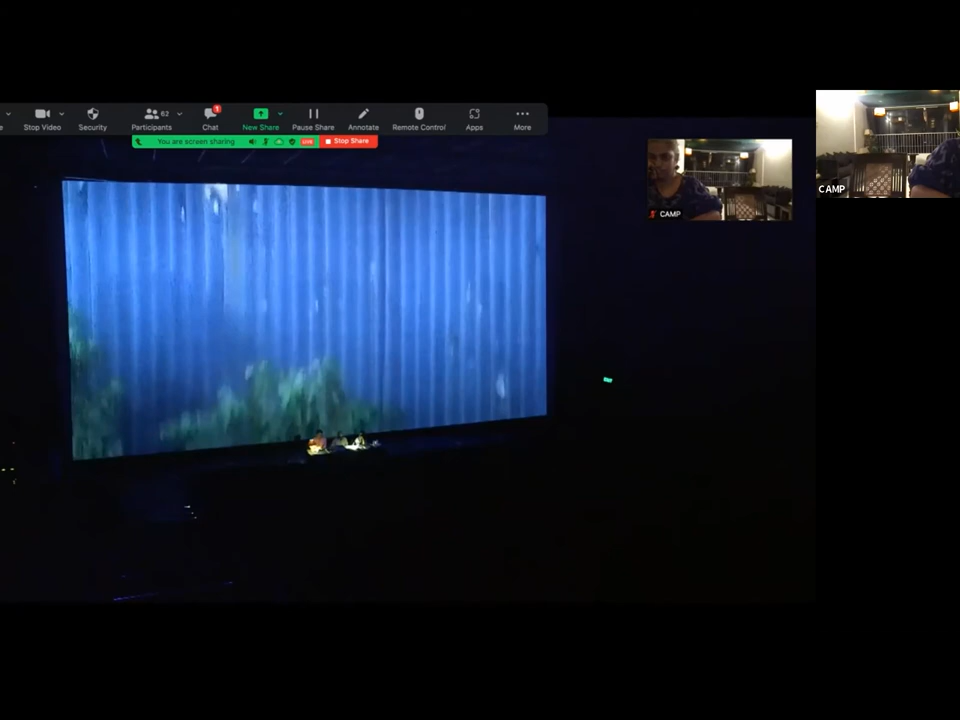 62
1
e
Stop Video
Security
Participants
Chat
New Share
Pause Share
Annotate
Remote Control
Apps
More
You are screen sharing
LIVE
Stop Share
CAMP
CAMP